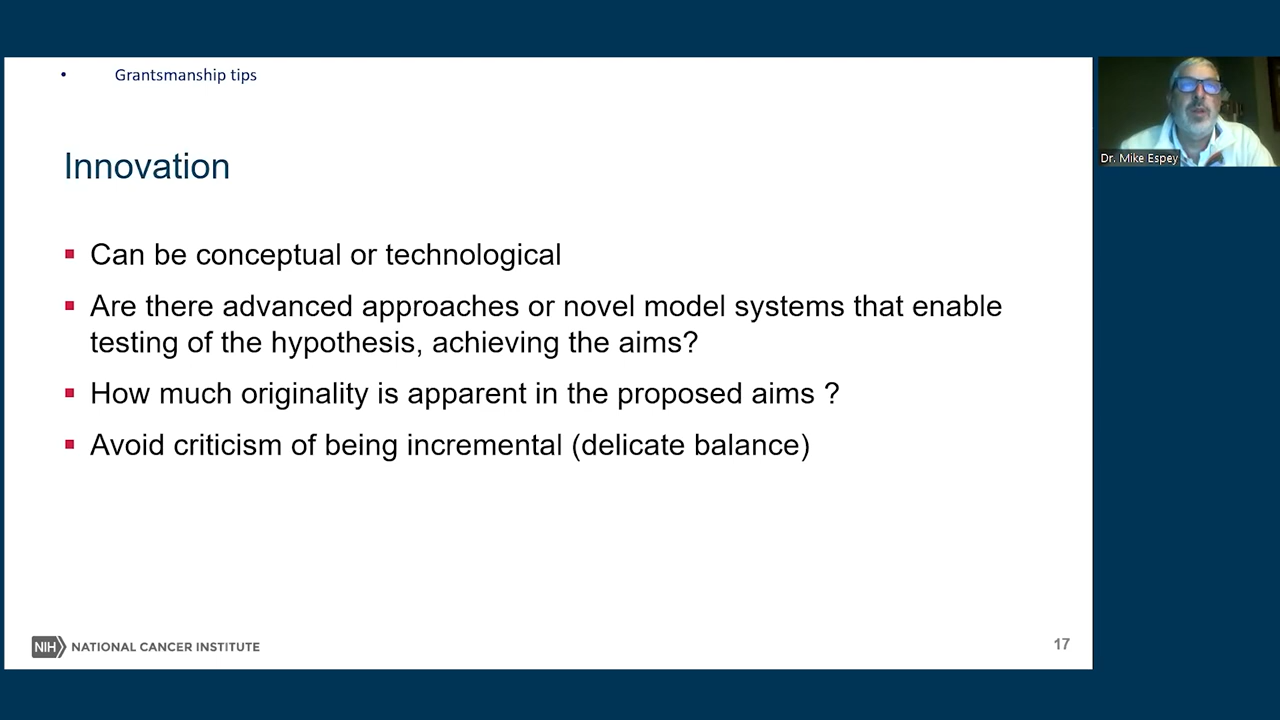 • Grantsmanship tips
Innovation
▪ Can be conceptual or technological
▪ Are there advanced approaches or novel model systems that enable
testing of the hypothesis, achieving the aims?
▪ How much originality is apparent in the proposed aims ?
▪ Avoid criticism of being incremental (delicate balance)
NIH NATIONAL CANCER INSTITUTE
17
Dr. Mike Espey